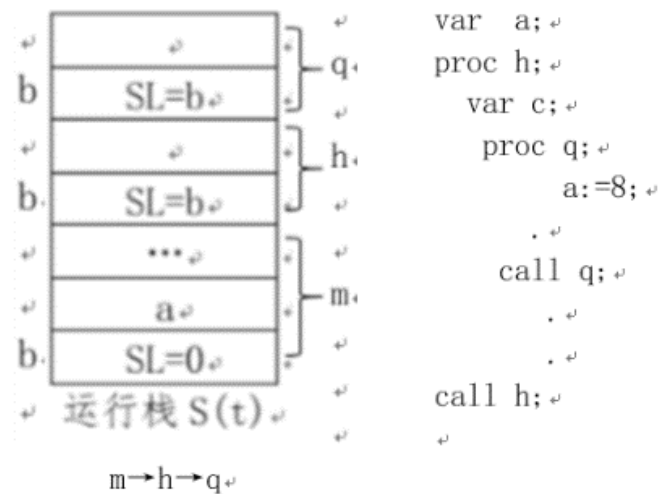 q
b SL=b
h
b SL=b
…
m
a
b SL=0
运行栈 S(t)
m→h→q
var a;
proc h;
var c;
proc q;
a:=8;
.
call q;
.
.
call h;